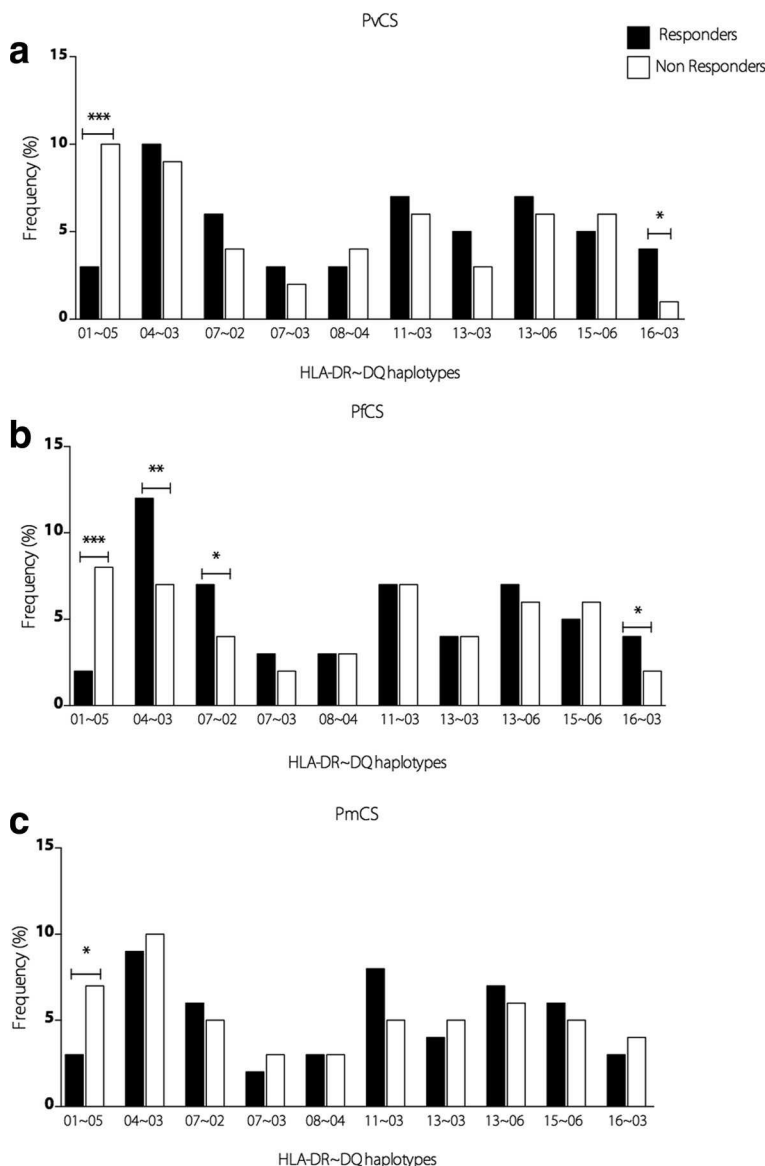 PvCS
a
Responders
Non Responders
15
10
5
0
Frequency (%)
***
*
01~05 04~03 07~02 07~03 08~04 11~03 13~03 13~06 15~06 16~03
HLA-DR~DQ haplotypes
PfCS
b
15
10
5
0
Frequency (%)
***
**
*
*
01~05 04~03 07~02 07~03 08~04 11~03 13~03 13~06 15~06 16~03
HLA-DR~DQ haplotypes
PmCS
c
15
10
5
0
Frequency (%)
*
01~05 04~03 07~02 07~03 08~04 11~03 13~03 13~06 15~06 16~03
HLA-DR~DQ haplotypes